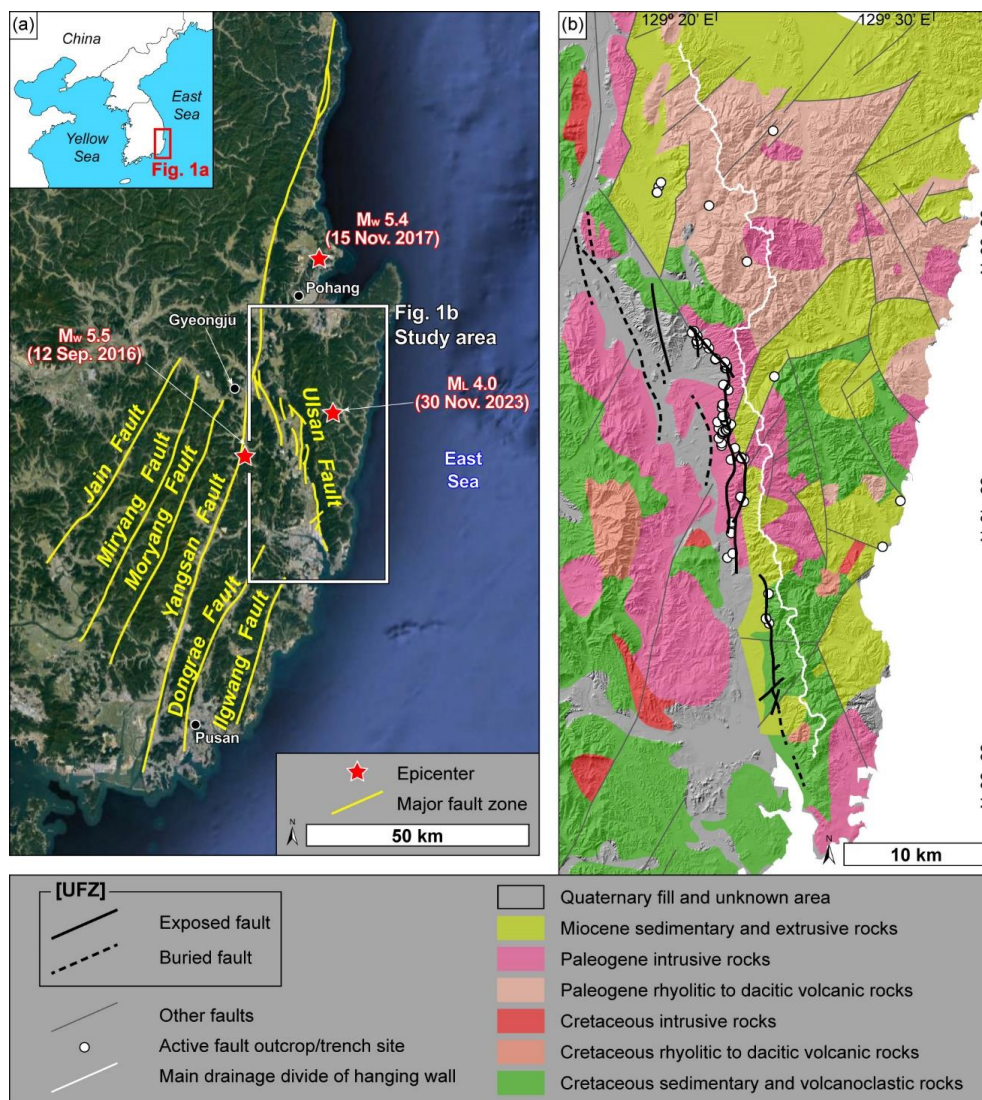 (a)
China
East
Sea
Yellow
Sea
Fig. 1a
Mw 5.4
(15 Nov. 2017)
Pohang
Fig. 1b
Study area
Gyeongju
Mw 5.5
(12 Sep. 2016)
ML 4.0
(30 Nov. 2023)
Ulsan Fault
East
Sea
Jain Fault
Miryang Fault
Moryang Fault
Yangsan Fault
Dongrae Fault
Ilgwang Fault
Pusan
Epicenter
Major fault zone
N
50 km
(b)
129° 20' E
129° 30' E
N
10 km
[UFZ]
Exposed fault
Buried fault
Other faults
Active fault outcrop/trench site
Main drainage divide of hanging wall
Quaternary fill and unknown area
Miocene sedimentary and extrusive rocks
Paleogene intrusive rocks
Paleogene rhyolitic to dacitic volcanic rocks
Cretaceous intrusive rocks
Cretaceous rhyolitic to dacitic volcanic rocks
Cretaceous sedimentary and volcanoclastic rocks